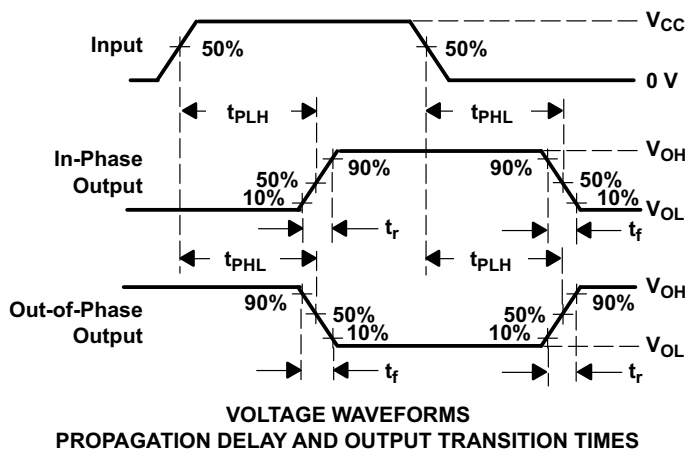 V_CC
Input 50% 50%
0 V
t_PLH t_PHL
In-Phase
Output
V_OH
90% 90%
50% 50%
10% 10%
V_OL
t_r t_f
t_PHL t_PLH
Out-of-Phase
Output
V_OH
90% 90%
50% 50%
10% 10%
V_OL
t_f t_r
VOLTAGE WAVEFORMS
PROPAGATION DELAY AND OUTPUT TRANSITION TIMES